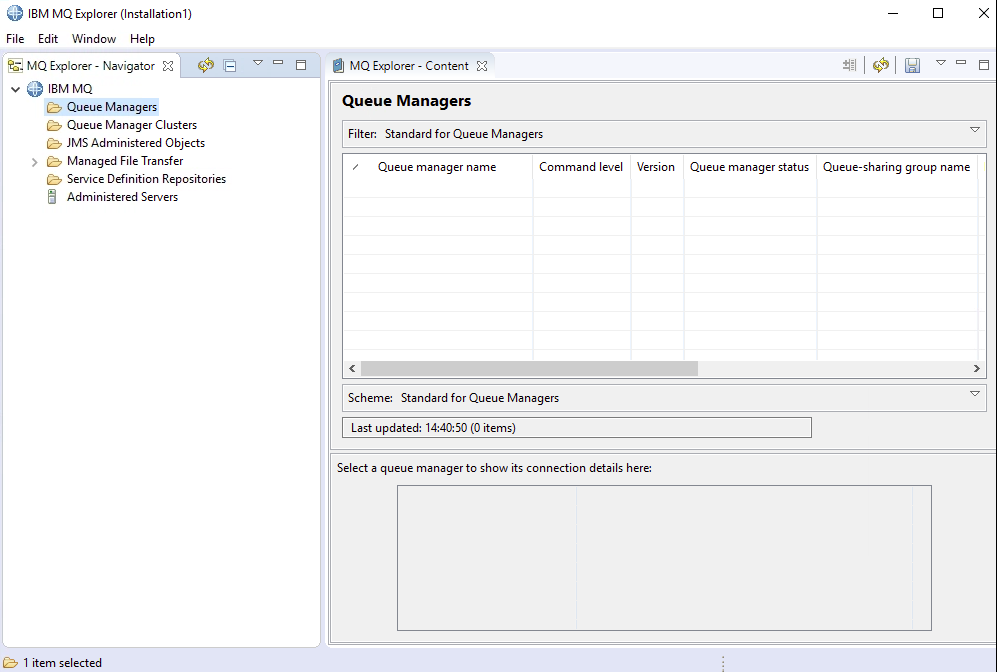 IBM MQ Explorer (Installation1)
File Edit Window Help
MQ Explorer - Navigator
IBM MQ
Queue Managers
Queue Manager Clusters
JMS Administered Objects
Managed File Transfer
Service Definition Repositories
Administered Servers
MQ Explorer - Content
Queue Managers
Filter: Standard for Queue Managers
Queue manager name Command level Version Queue manager status Queue-sharing group name
Scheme: Standard for Queue Managers
Last updated: 14:40:50 (0 items)
Select a queue manager to show its connection details here:
1 item selected